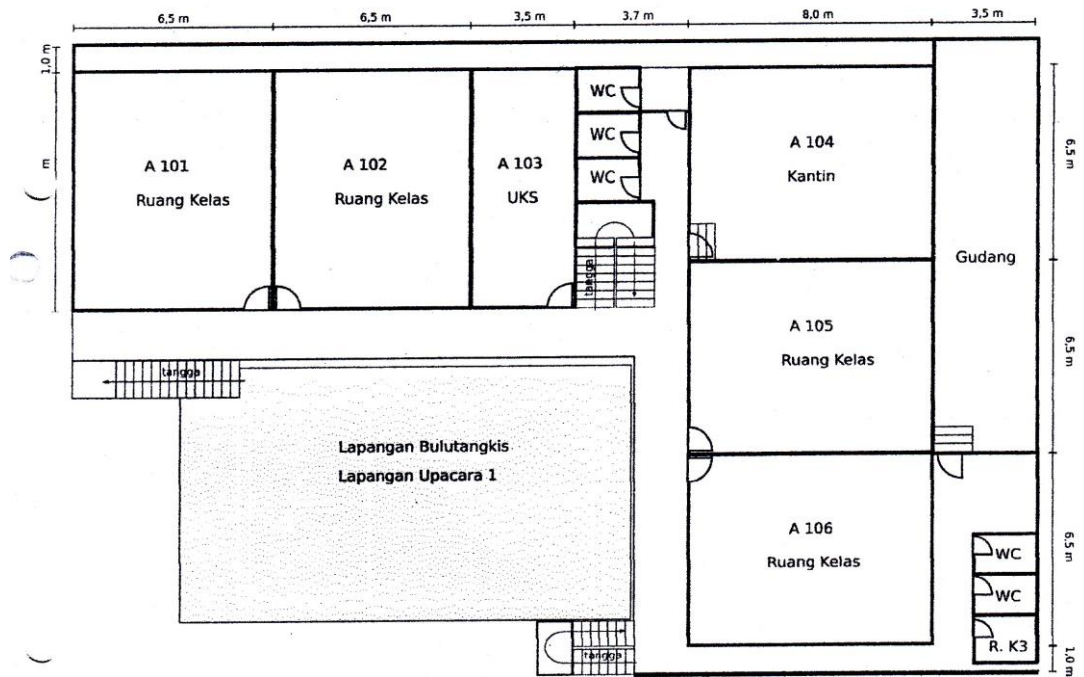 6,5 m
6,5 m
3,5 m
3,7 m
8,0 m
3,5 m
1,0 m
m
A 101
Ruang Kelas
A 102
Ruang Kelas
A 103
UKS
WC
WC
WC
tangga
A 104
Kantin
Gudang
6,5 m
A 105
Ruang Kelas
6,5 m
tangga
Lapangan Bulutangkis
Lapangan Upacara 1
A 106
Ruang Kelas
6,5 m
WC
WC
R. K3
tangga
1,0 m